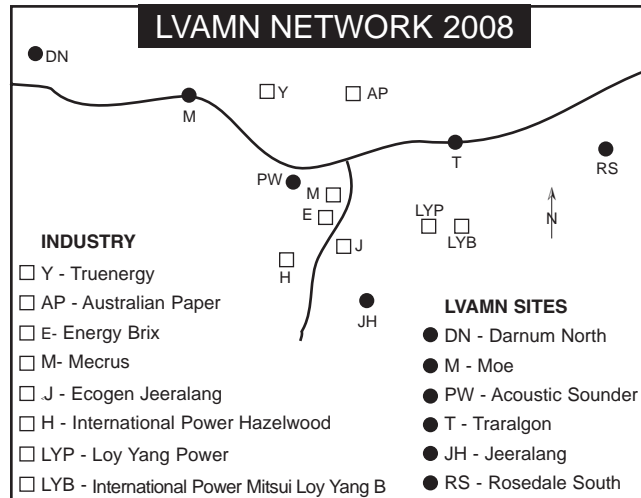 LVAMN NETWORK 2008
DN
M
Y
AP
T
RS
PW
M
E
LYP
LYB
N
J
H
JH
INDUSTRY
Y - Truenergy
AP - Australian Paper
E- Energy Brix
M- Mecrus
J - Ecogen Jeeralang
H - International Power Hazelwood
LYP - Loy Yang Power
LYB - International Power Mitsui Loy Yang B
LVAMN SITES
DN - Darnum North
M - Moe
PW - Acoustic Sounder
T - Traralgon
JH - Jeeralang
RS - Rosedale South